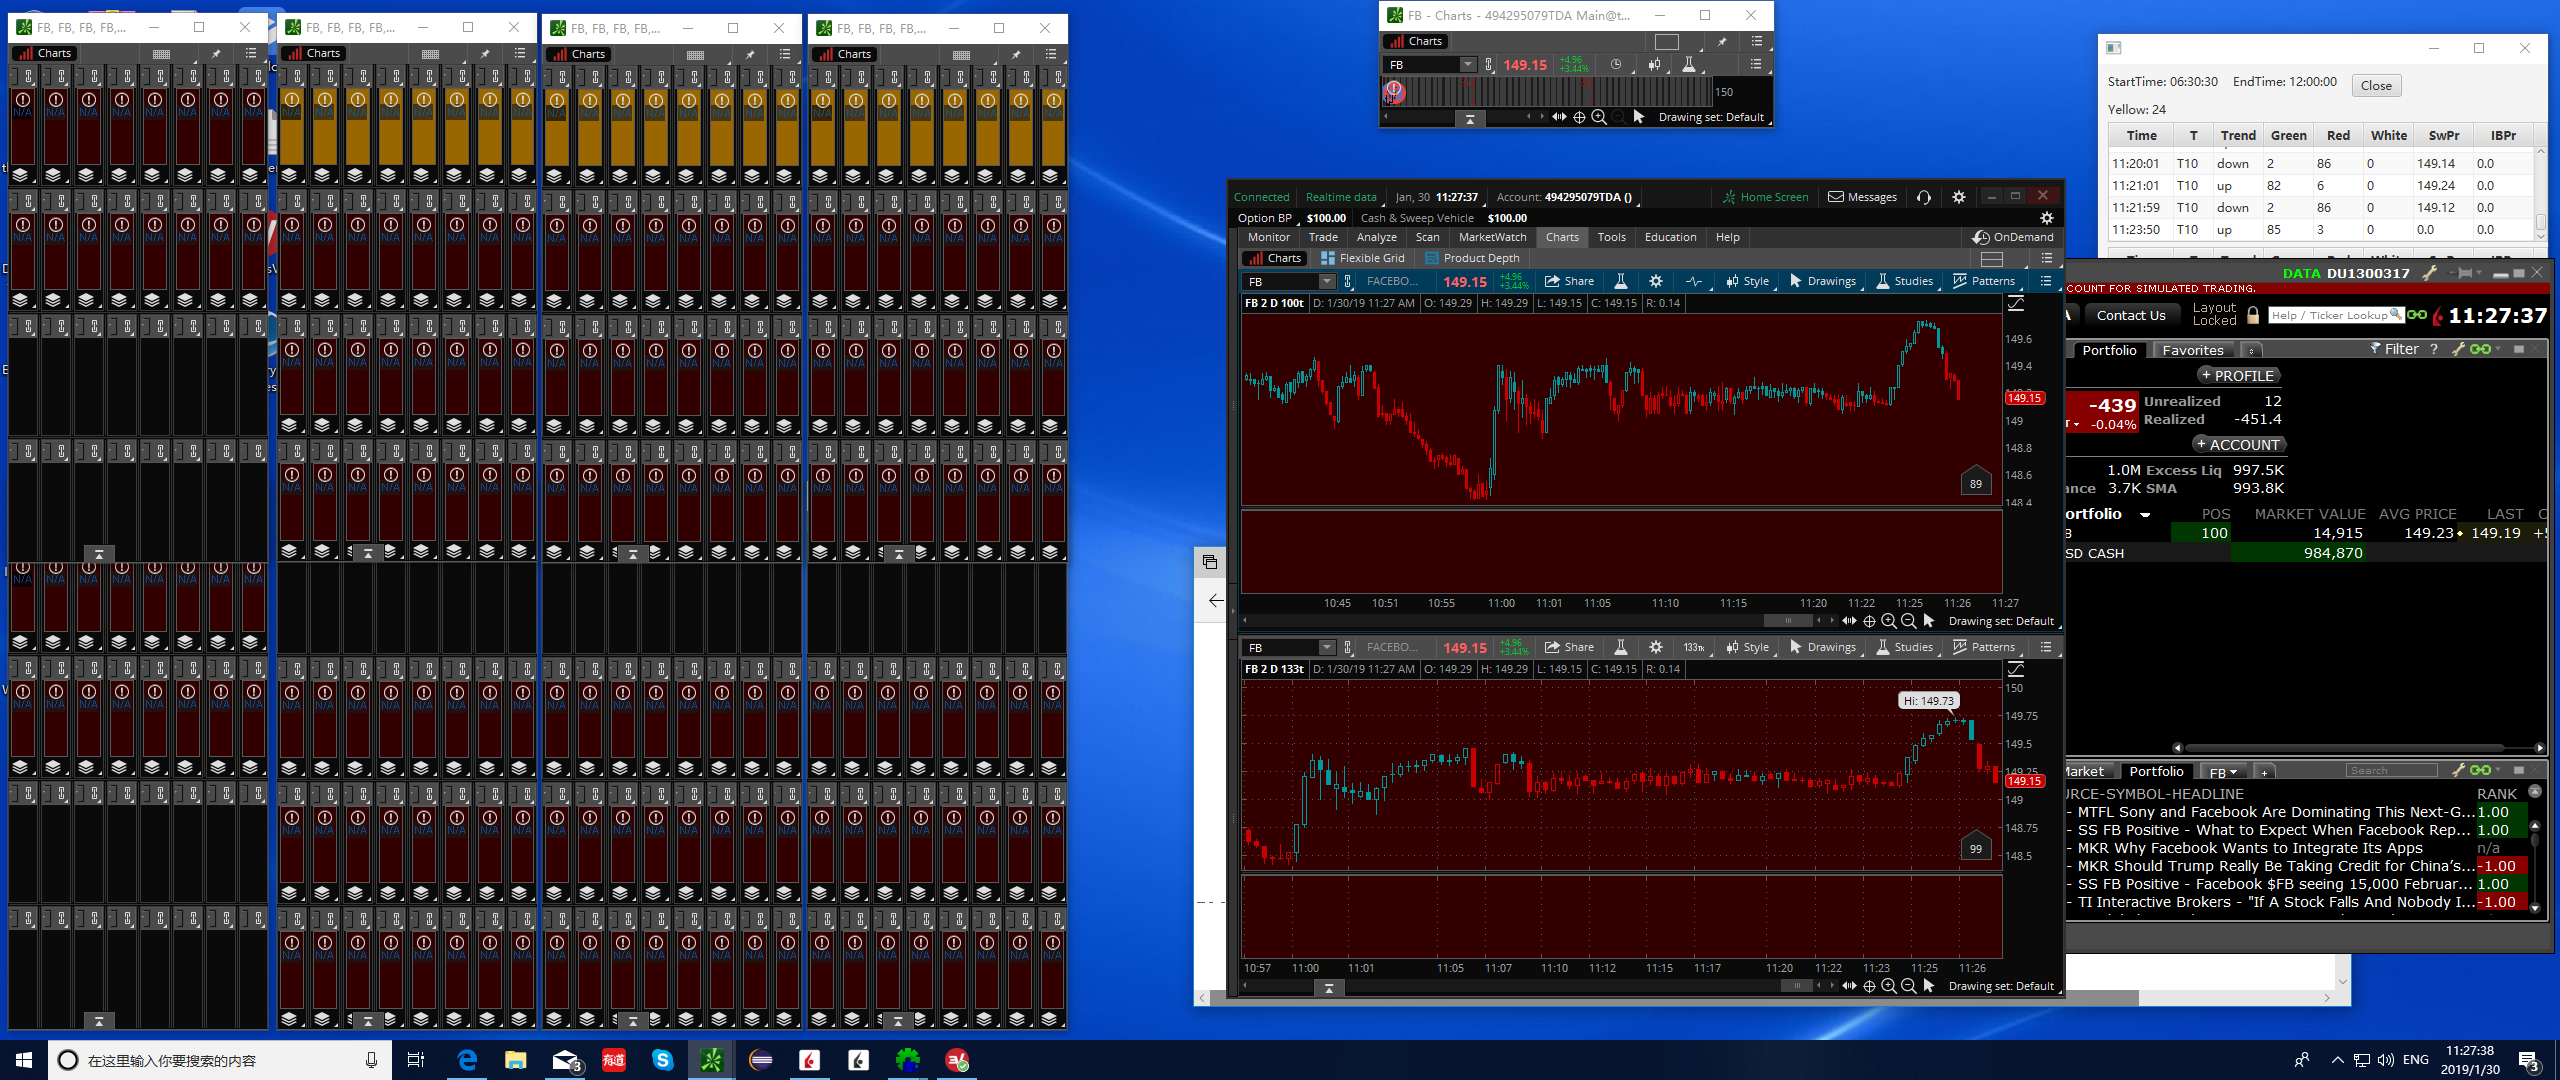 FB, FB, FB, FB,...
Charts
FB, FB, FB, FB,...
Charts
FB, FB, FB, FB,...
Charts
FB, FB, FB, FB,...
Charts
N/A
FB - Charts - 494295079TDA Main@t...
Charts
FB
149.15
+4.96
+3.44%
150
Drawing set: Default
StartTime: 06:30:30 EndTime: 12:00:00 Close
Yellow: 24
Time T Trend Green Red White SwPr IBPr
11:20:01 T10 down 2 86 0 149.14 0.0
11:21:01 T10 up 82 6 0 149.24 0.0
11:21:59 T10 down 2 86 0 149.12 0.0
11:23:50 T10 up 85 3 0 0.0 0.0
Connected Realtime data Jan, 30 11:27:37 Account: 494295079TDA () Home Screen Messages
Option BP $100.00 Cash & Sweep Vehicle $100.00
Monitor Trade Analyze Scan MarketWatch Charts Tools Education Help OnDemand
Charts Flexible Grid Product Depth
FB FACEBO... 149.15 +4.96 +3.44% Share Style Drawings Studies Patterns
FB 2 D 100t D: 1/30/19 11:27 AM O: 149.29 H: 149.29 L: 149.15 C: 149.15 R: 0.14
149.6
149.4
149.15
149
148.8
148.6
148.4
89
10:45 10:51 10:55 11:00 11:01 11:05 11:10 11:15 11:20 11:22 11:25 11:26 11:27
Drawing set: Default
FB FACEBO... 149.15 +4.96 +3.44% Share 133tk Style Drawings Studies Patterns
FB 2 D 133t D: 1/30/19 11:27 AM O: 149.29 H: 149.29 L: 149.15 C: 149.15 R: 0.14
Hi: 149.73
150
149.75
149.5
149.25
149.15
149
148.75
148.5
99
10:57 11:00 11:01 11:05 11:07 11:10 11:12 11:15 11:17 11:20 11:22 11:23 11:25 11:26
Drawing set: Default
DATA DU1300317
COUNT FOR SIMULATED TRADING.
Contact Us Layout Locked Help / Ticker Lookup 11:27:37
Portfolio Favorites Filter ?
+ PROFILE
-439 Unrealized 12
-0.04% Realized -451.4
+ ACCOUNT
1.0M Excess Liq 997.5K
ance 3.7K SMA 993.8K
ortfolio POS MARKET VALUE AVG PRICE LAST
B 100 14,915 149.23 149.19
SD CASH 984,870
Market Portfolio FB + Search
URCE-SYMBOL-HEADLINE RANK
- MTFL Sony and Facebook Are Dominating This Next-G... 1.00
- SS FB Positive - What to Expect When Facebook Rep... 1.00
- MKR Why Facebook Wants to Integrate Its Apps n/a
- MKR Should Trump Really Be Taking Credit for China's... -1.00
- SS FB Positive - Facebook $FB seeing 15,000 Februar... 1.00
- TI Interactive Brokers - "If A Stock Falls And Nobody I... -1.00
在这里输入你要搜索的内容
3
有道
ENG
11:27:38
2019/1/30
3